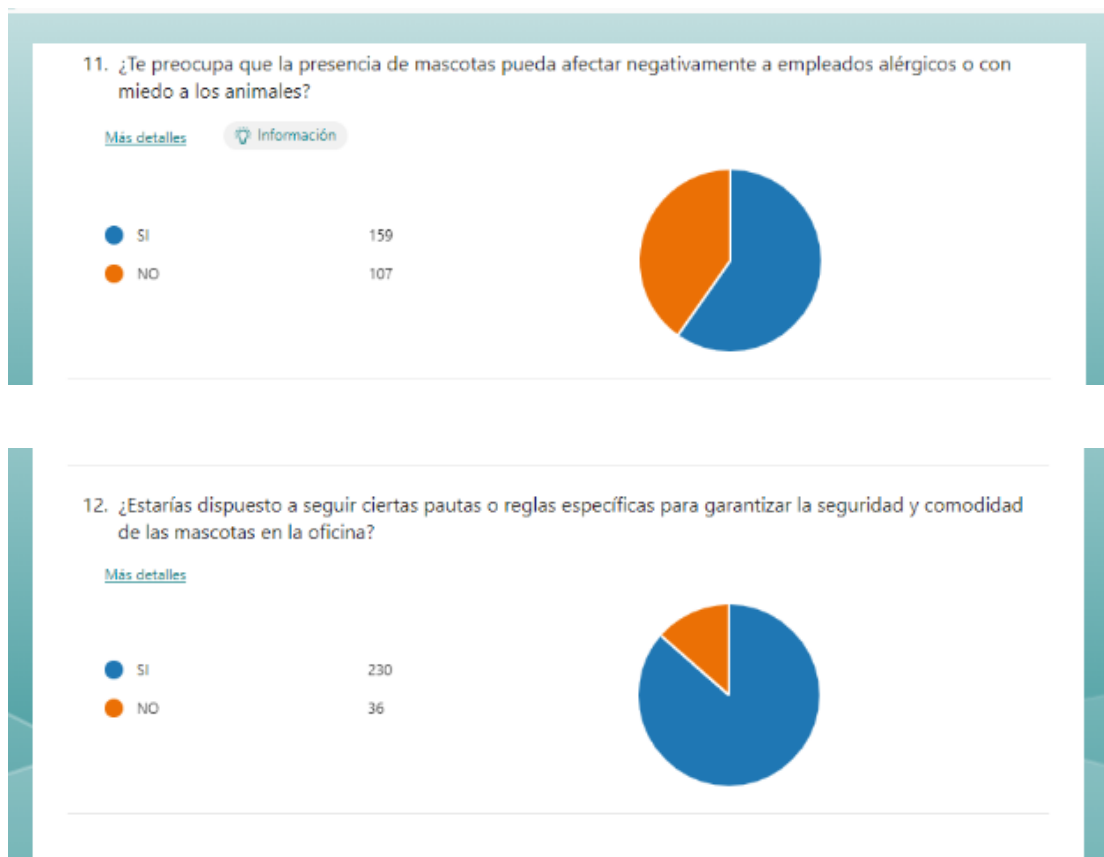 11. ¿Te preocupa que la presencia de mascotas pueda afectar negativamente a empleados alérgicos o con
miedo a los animales?
Más detalles
Información
SI 159
NO 107
12. ¿Estarías dispuesto a seguir ciertas pautas o reglas específicas para garantizar la seguridad y comodidad
de las mascotas en la oficina?
Más detalles
SI 230
NO 36